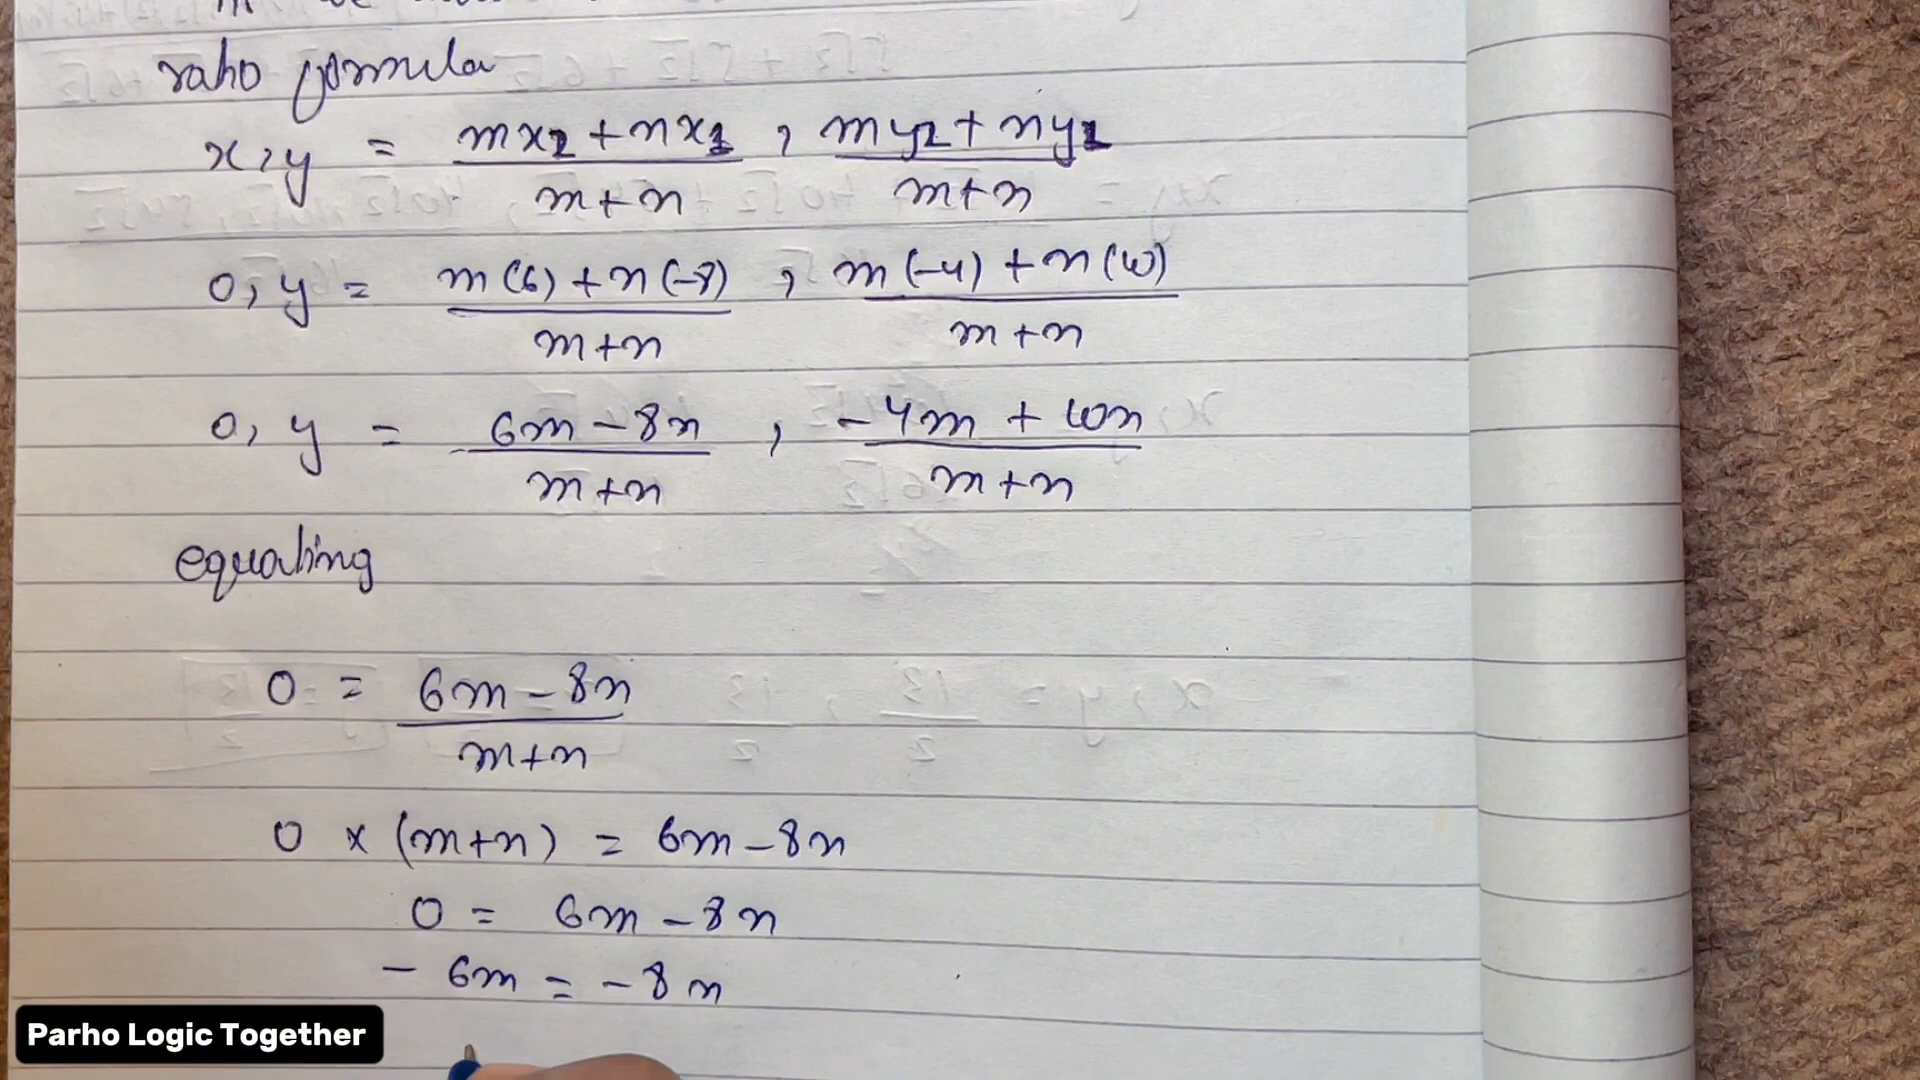 ratio formula
x, y = mx2 + nx1 / m+n , my2 + ny1 / m+n
0, y = m(6) + n(-8) / m+n , m(-4) + n(10) / m+n
0, y = 6m - 8n / m+n , -4m + 10n / m+n
equating
0 = 6m - 8n / m+n
0 x (m+n) = 6m - 8n
0 = 6m - 8n
- 6m = - 8n
Parho Logic Together